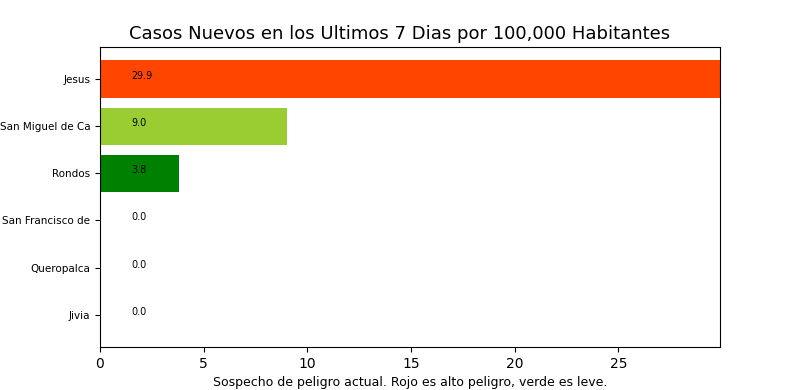 Casos Nuevos en los Ultimos 7 Dias por 100,000 Habitantes
Jesus 29.9
San Miguel de Ca 9.0
Rondos 3.8
San Francisco de 0.0
Queropalca 0.0
Jivia 0.0
0 5 10 15 20 25
Sospecho de peligro actual. Rojo es alto peligro, verde es leve.